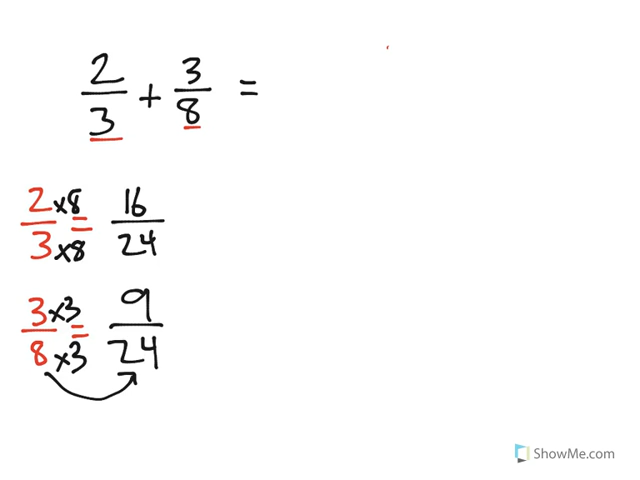 2/3 + 3/8 =
2×8/3×8 = 16/24
3×3/8×3 = 9/24
ShowMe.com